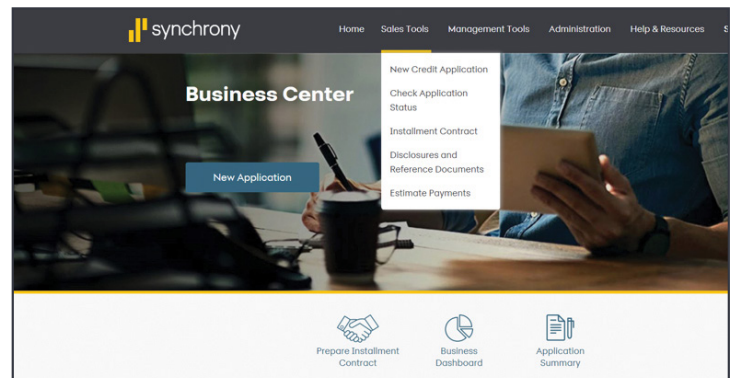 synchrony
Home Sales Tools Management Tools Administration Help & Resources S
New Credit Application
Check Application
Status
Installment Contract
Disclosures and
Reference Documents
Estimate Payments
Business Center
New Application
Prepare Installment
Contract
Business
Dashboard
Application
Summary